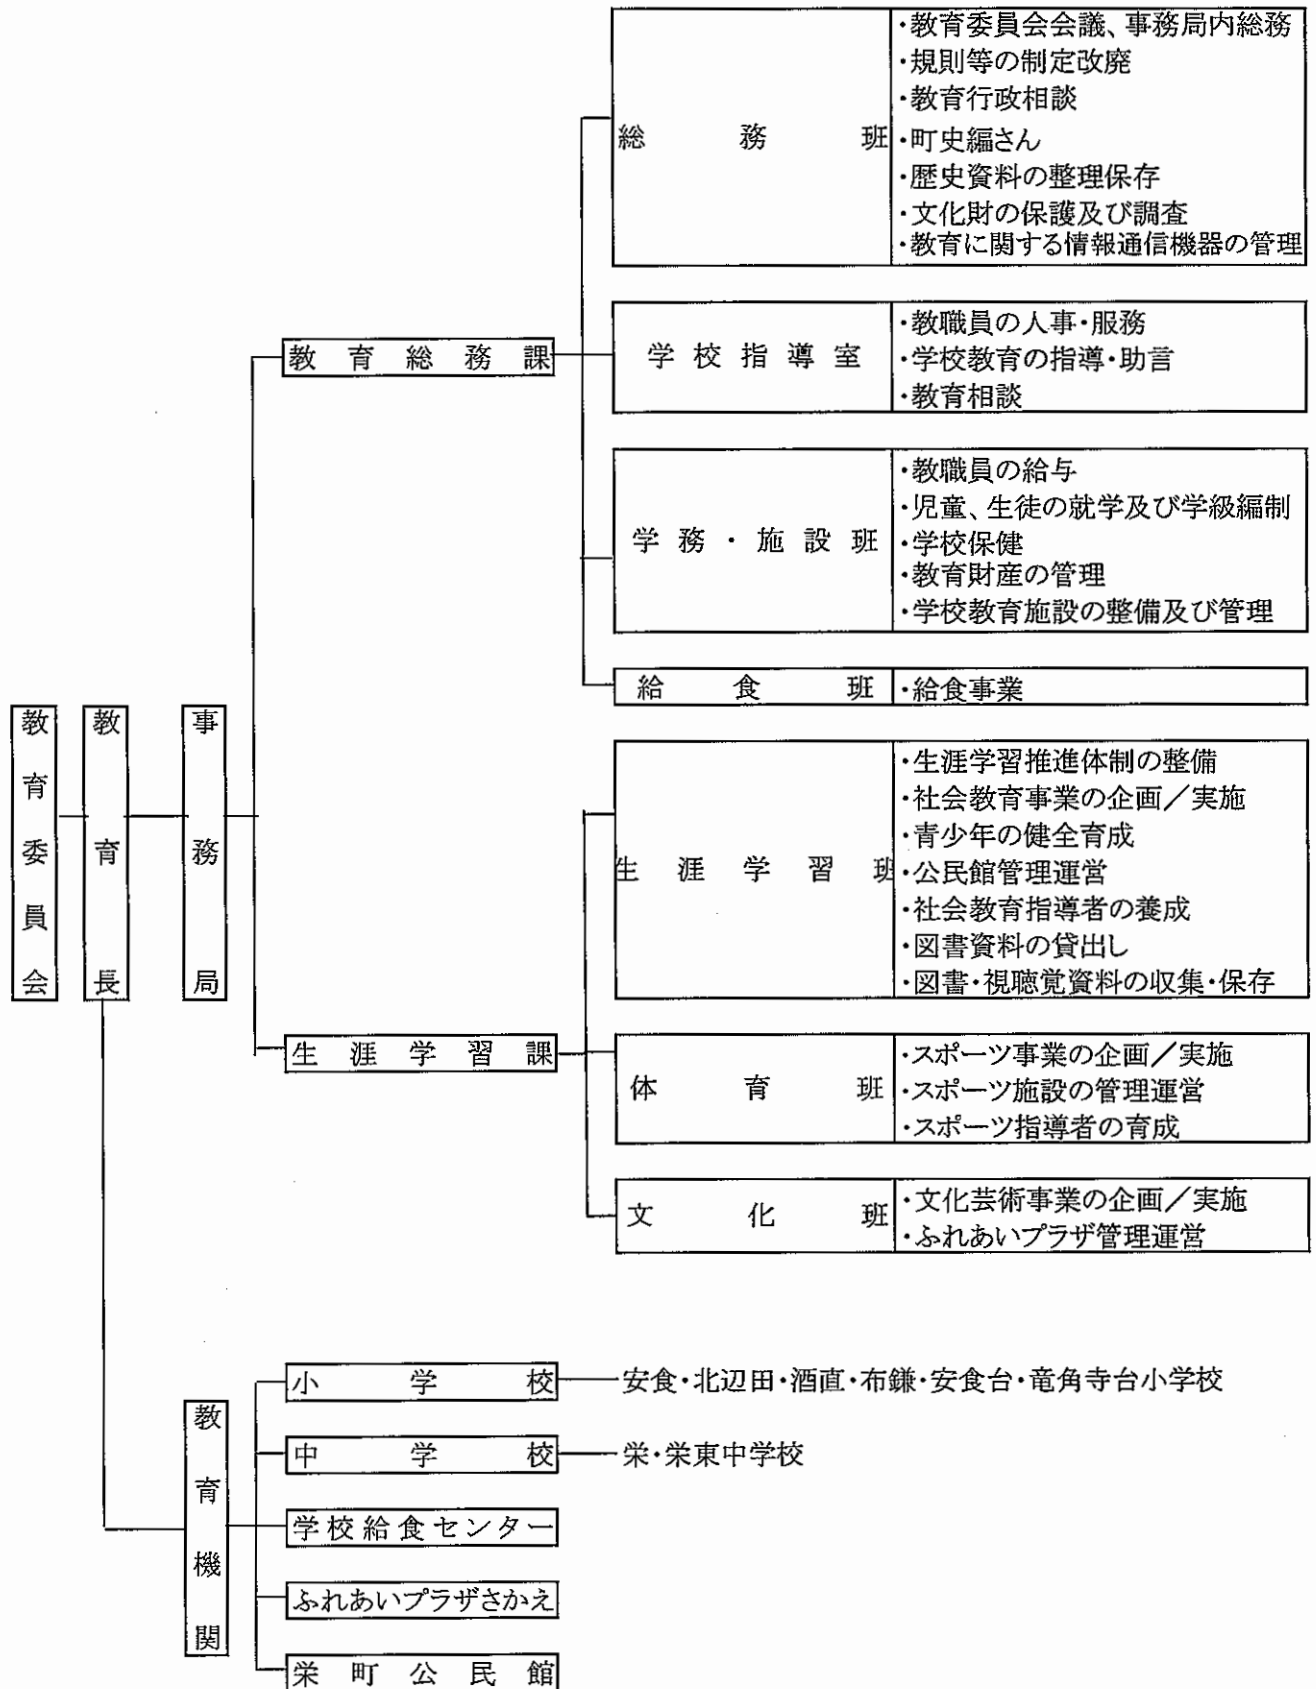 教育委員会
教育長
事務局
教育総務課
総務班
・教育委員会会議、事務局内総務
・規則等の制定改廃
・教育行政相談
・町史編さん
・歴史資料の整理保存
・文化財の保護及び調査
・教育に関する情報通信機器の管理
学校指導室
・教職員の人事・服務
・学校教育の指導・助言
・教育相談
学務・施設班
・教職員の給与
・児童、生徒の就学及び学級編制
・学校保健
・教育財産の管理
・学校教育施設の整備及び管理
給食班
・給食事業
生涯学習課
生涯学習班
・生涯学習推進体制の整備
・社会教育事業の企画／実施
・青少年の健全育成
・公民館管理運営
・社会教育指導者の養成
・図書資料の貸出し
・図書・視聴覚資料の収集・保存
体育班
・スポーツ事業の企画／実施
・スポーツ施設の管理運営
・スポーツ指導者の育成
文化班
・文化芸術事業の企画／実施
・ふれあいプラザ管理運営
教育機関
小学校
安食・北辺田・酒直・布鎌・安食台・竜角寺台小学校
中学校
栄・栄東中学校
学校給食センター
ふれあいプラザさかえ
栄町公民館